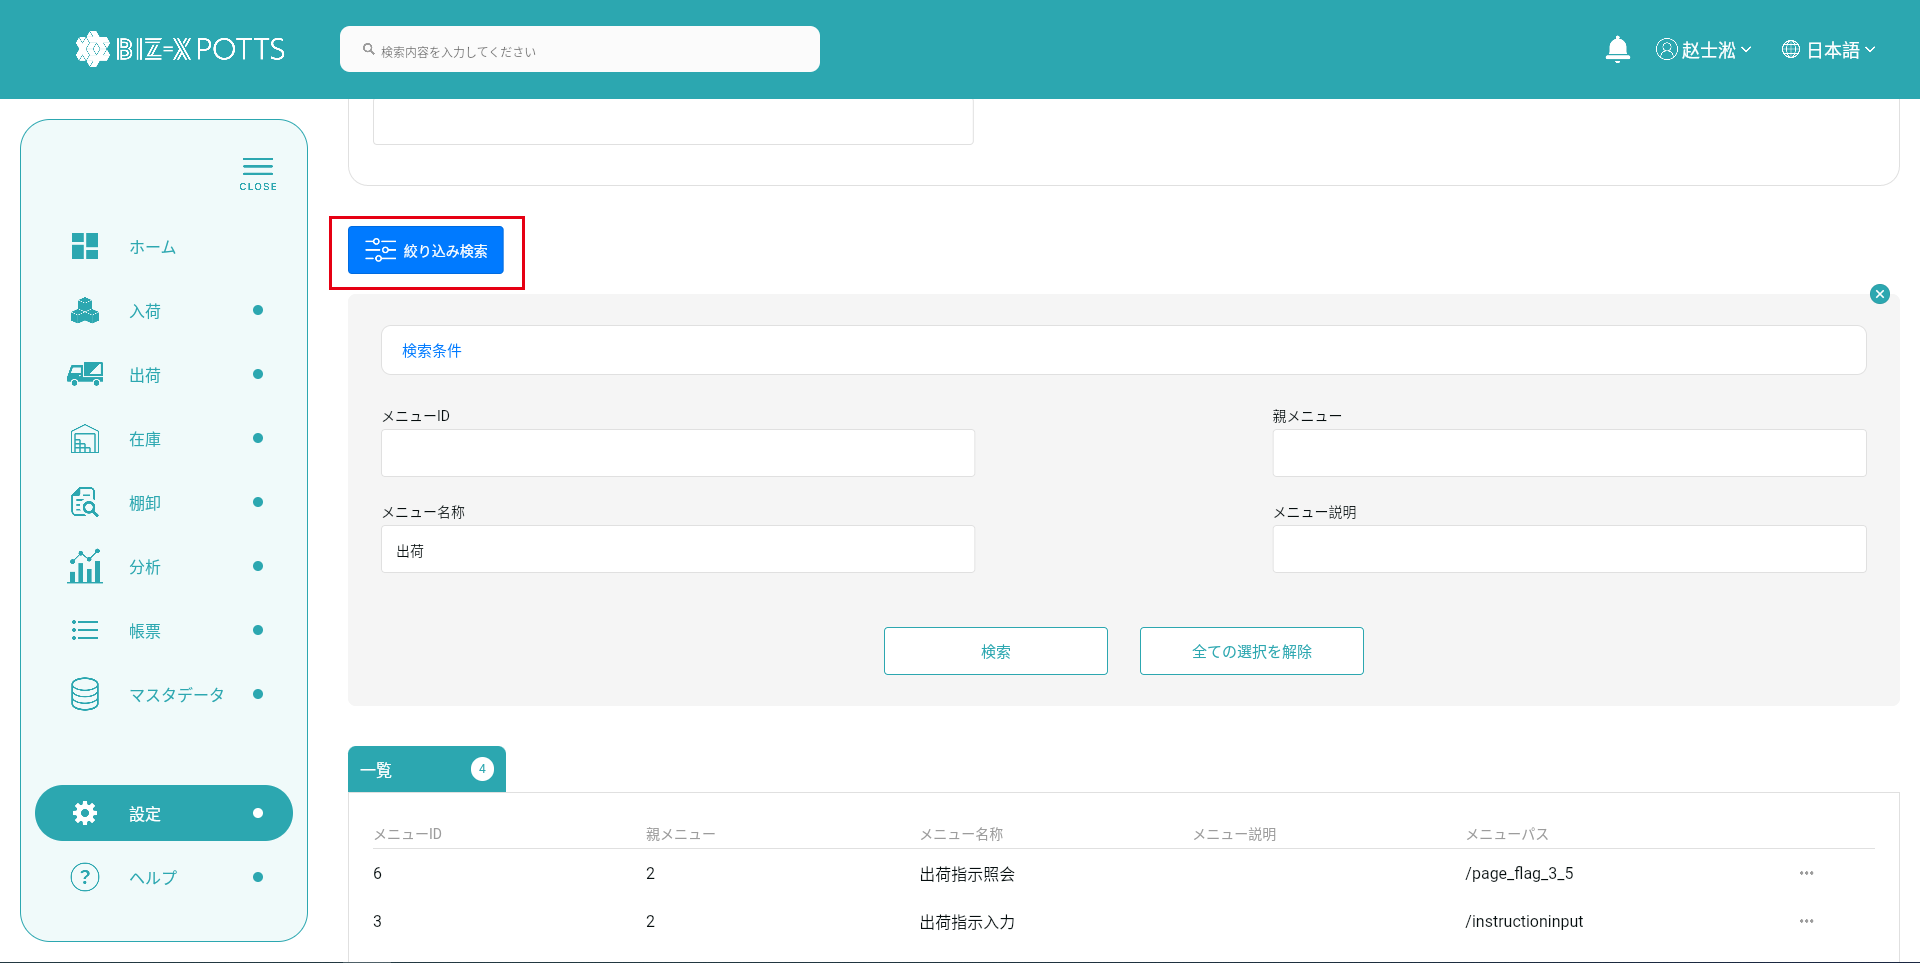 BIZ=X POTTS
検索内容を入力してください
赵士淞
日本語
CLOSE
ホーム
入荷
出荷
在庫
棚卸
分析
帳票
マスタデータ
設定
ヘルプ
絞り込み検索
検索条件
メニューID
親メニュー
メニュー名称
メニュー説明
出荷
検索
全ての選択を解除
一覧 4
メニューID 親メニュー メニュー名称 メニュー説明 メニューパス
6 2 出荷指示照会 /page_flag_3_5 ···
3 2 出荷指示入力 /instructioninput ···